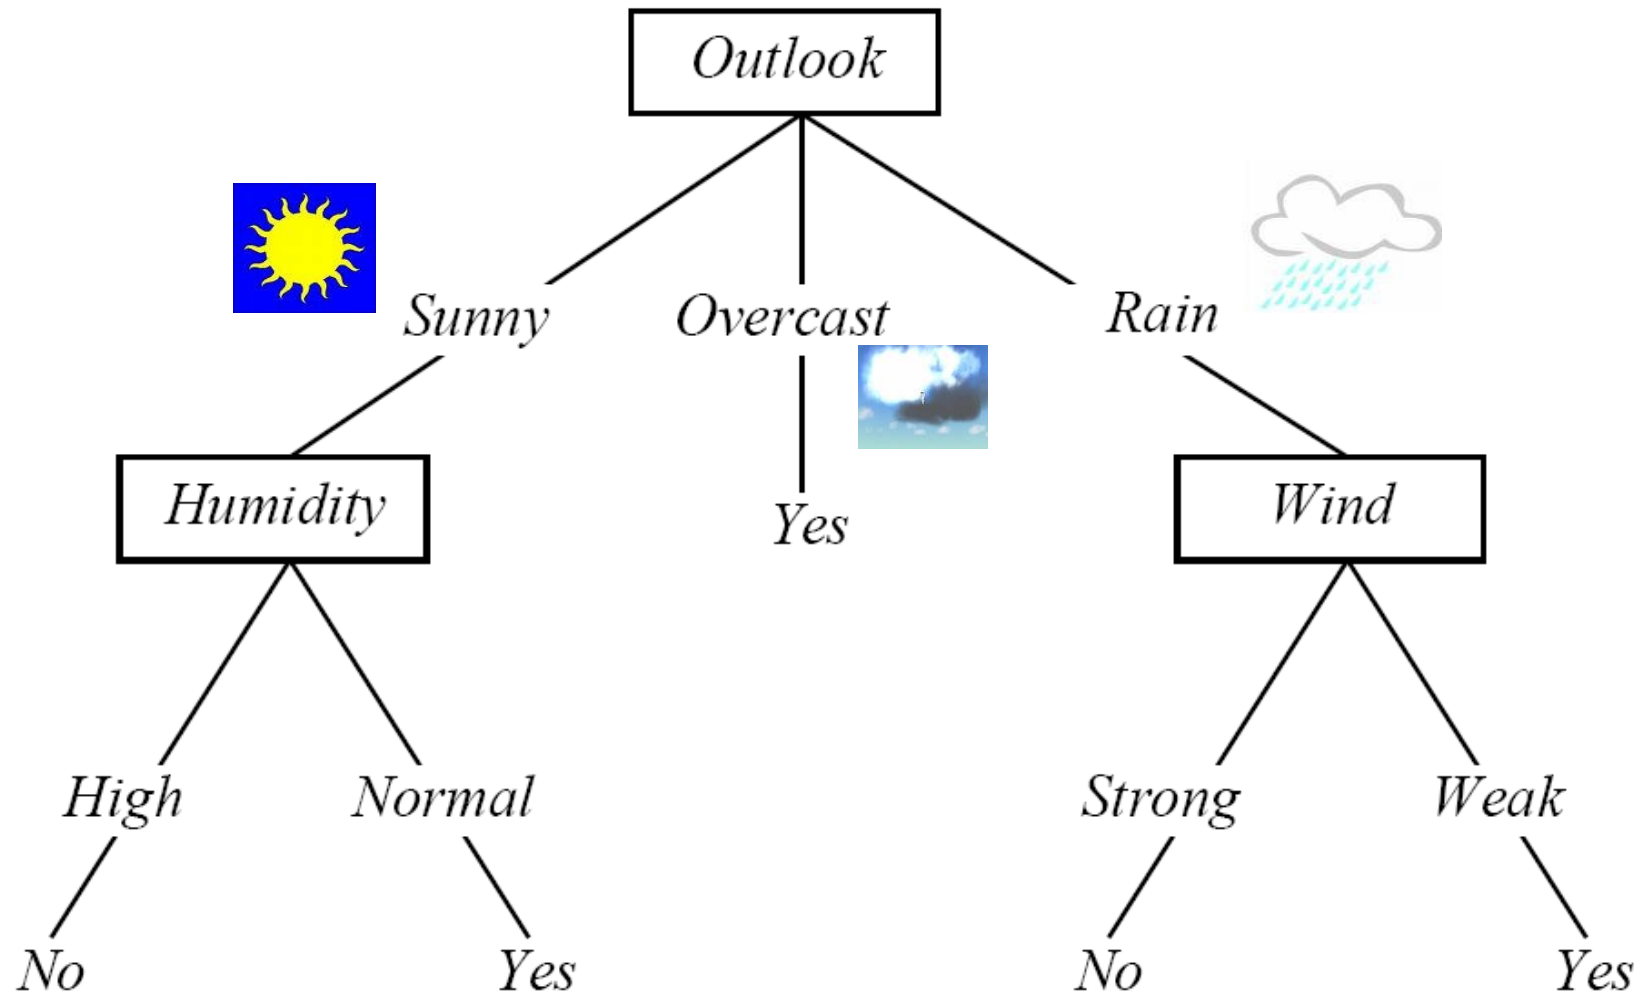 Outlook
Sunny
Overcast
Rain
Humidity
Yes
Wind
High
Normal
Strong
Weak
No
Yes
No
Yes